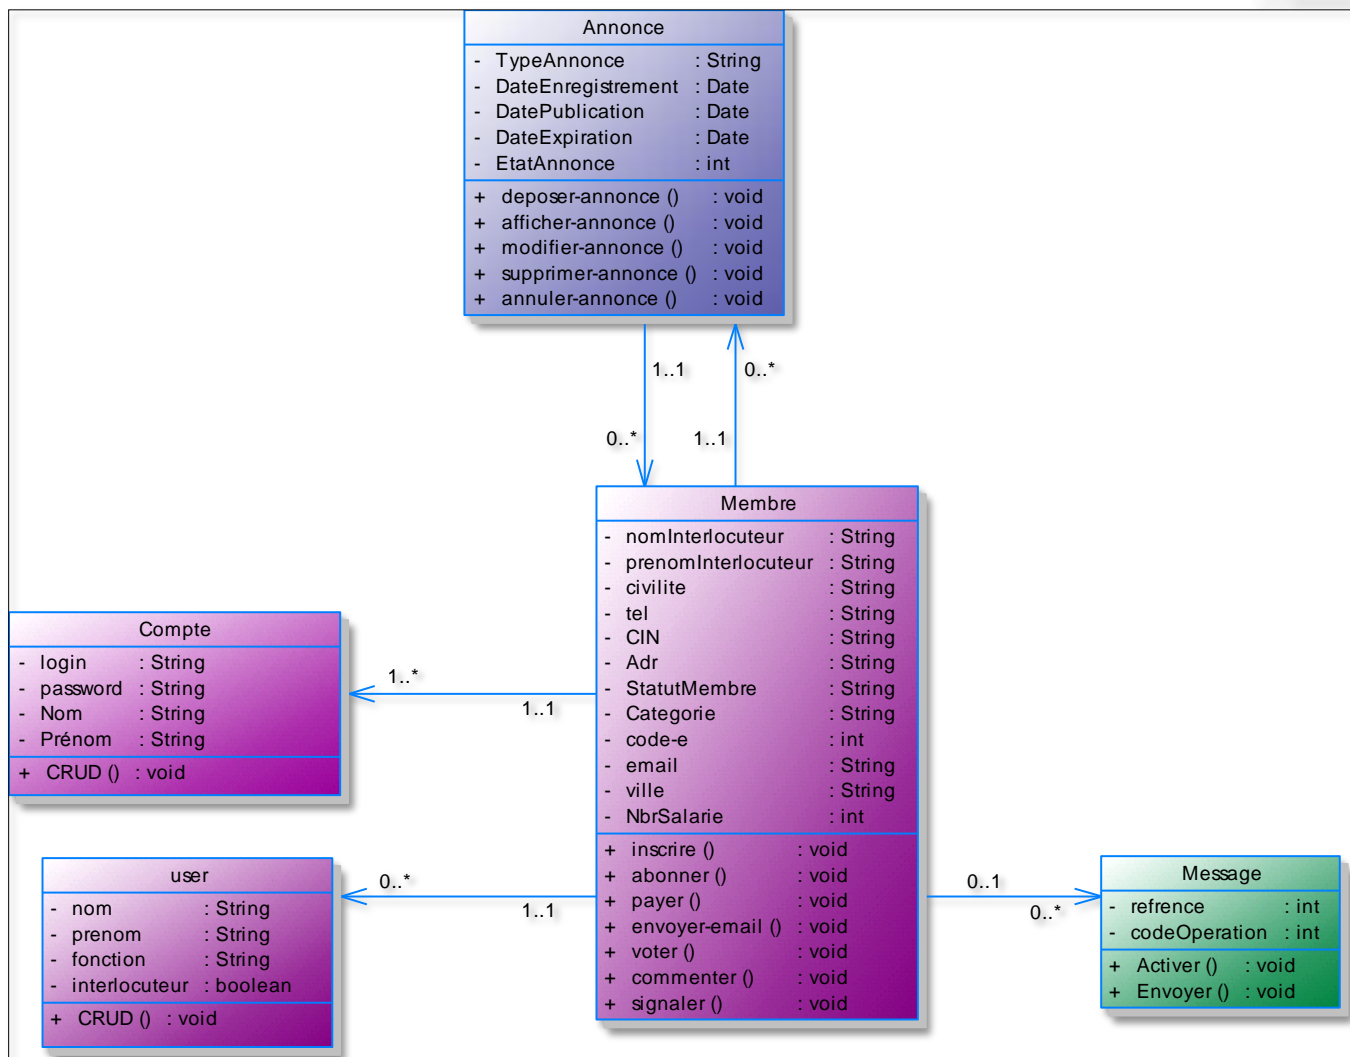 Annonce
- TypeAnnonce : String
- DateEnregistrement : Date
- DatePublication : Date
- DateExpiration : Date
- EtatAnnonce : int
+ deposer-annonce () : void
+ afficher-annonce () : void
+ modifier-annonce () : void
+ supprimer-annonce () : void
+ annuler-annonce () : void
1..1 0..*
0..* 1..1
Membre
- nomInterlocuteur : String
- prenomInterlocuteur : String
- civilite : String
- tel : String
- CIN : String
- Adr : String
- StatutMembre : String
- Categorie : String
- code-e : int
- email : String
- ville : String
- NbrSalarie : int
+ inscrire () : void
+ abonner () : void
+ payer () : void
+ envoyer-email () : void
+ voter () : void
+ commenter () : void
+ signaler () : void
Compte
- login : String
- password : String
- Nom : String
- Prénom : String
+ CRUD () : void
1..*
1..1
user
- nom : String
- prenom : String
- fonction : String
- interlocuteur : boolean
+ CRUD () : void
0..*
1..1
0..1
0..*
Message
- refrence : int
- codeOperation : int
+ Activer () : void
+ Envoyer () : void